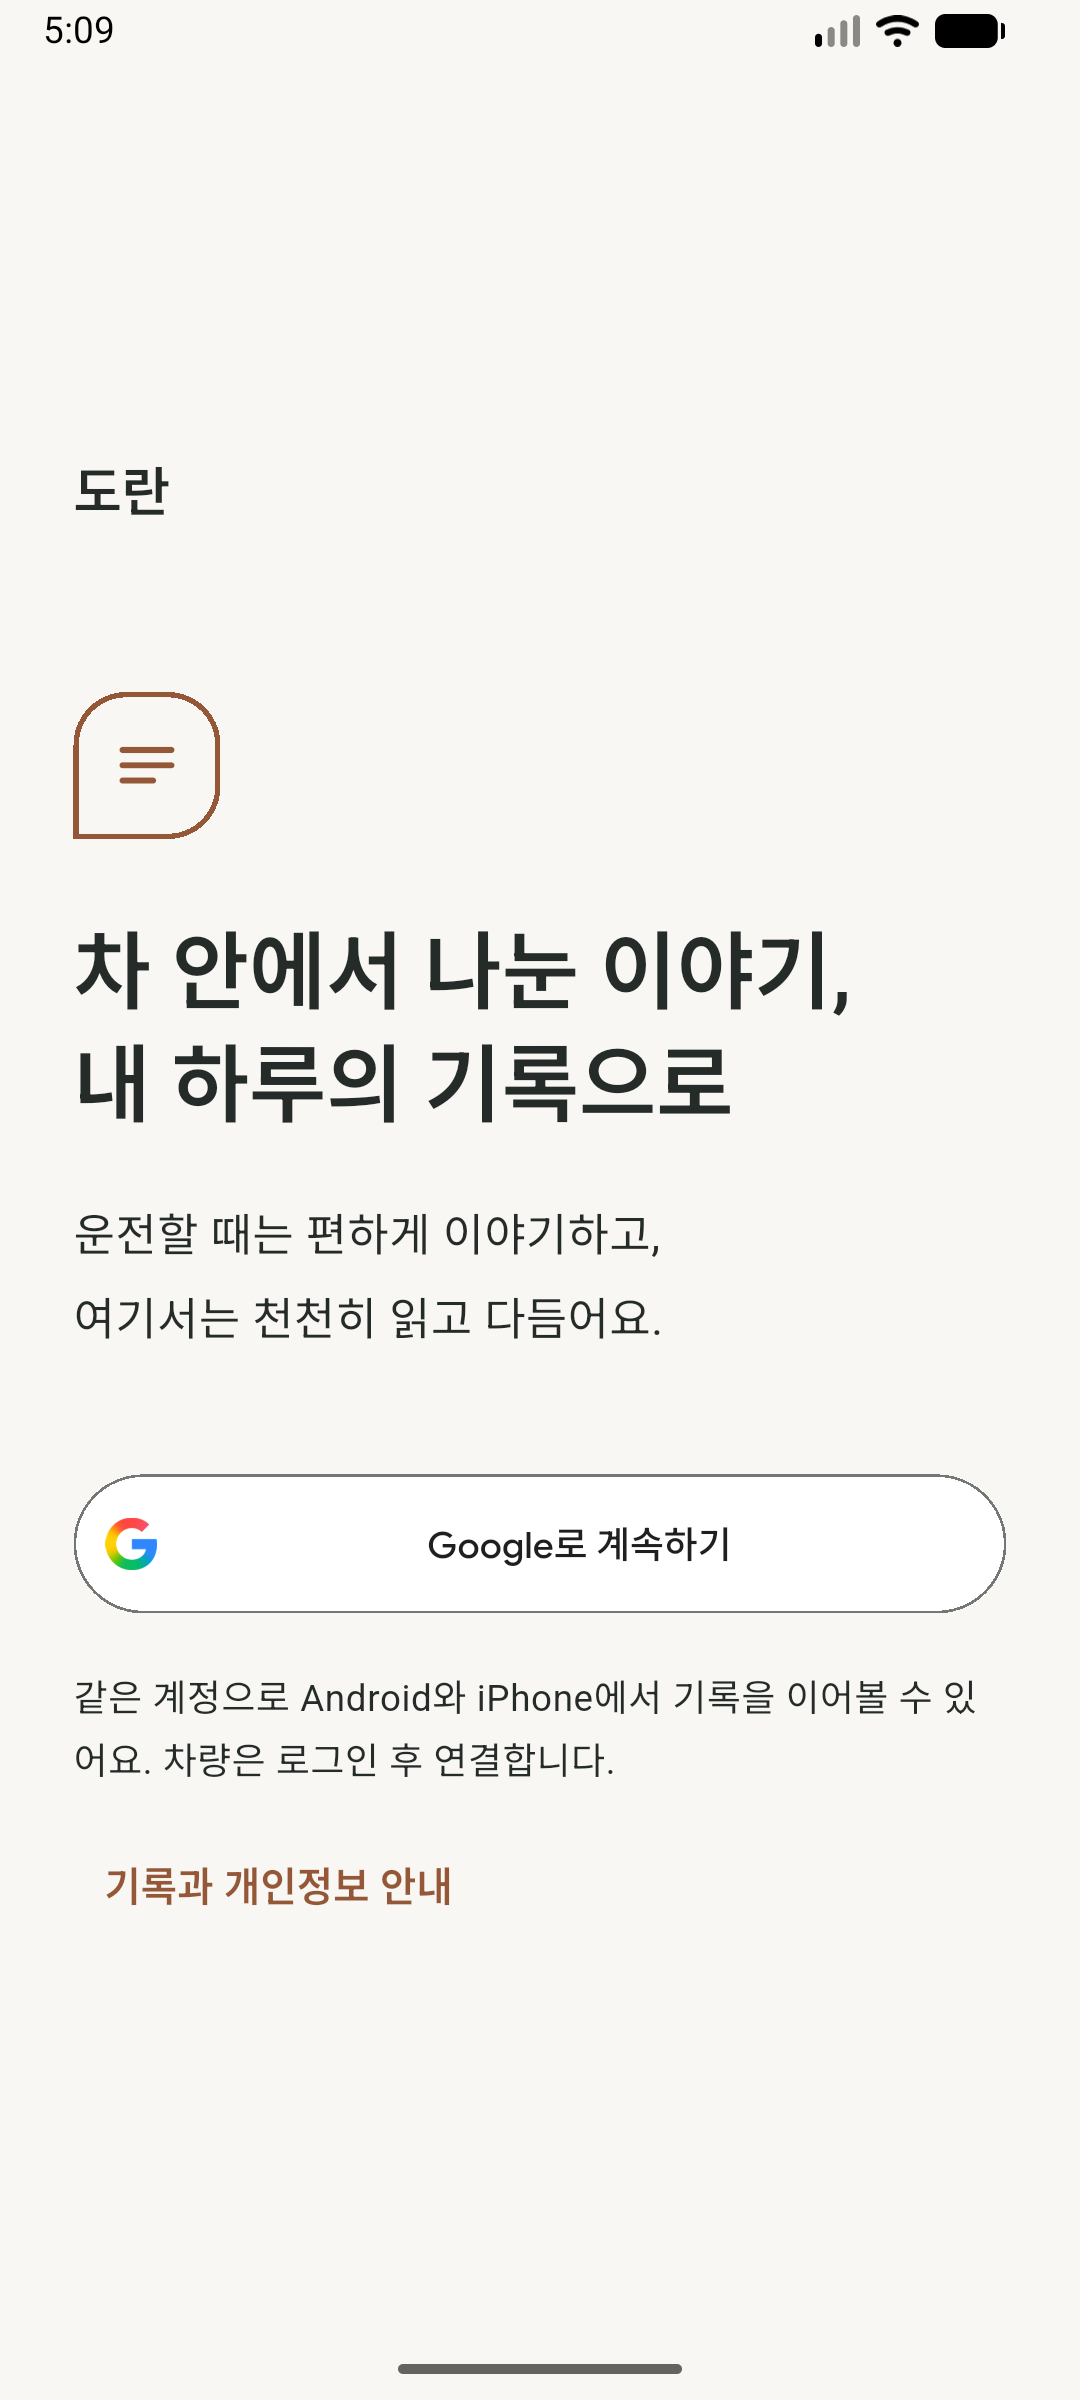 5:09
도란
차 안에서 나눈 이야기,
내 하루의 기록으로
운전할 때는 편하게 이야기하고,
여기서는 천천히 읽고 다듬어요.
Google로 계속하기
같은 계정으로 Android와 iPhone에서 기록을 이어볼 수 있
어요. 차량은 로그인 후 연결합니다.
기록과 개인정보 안내